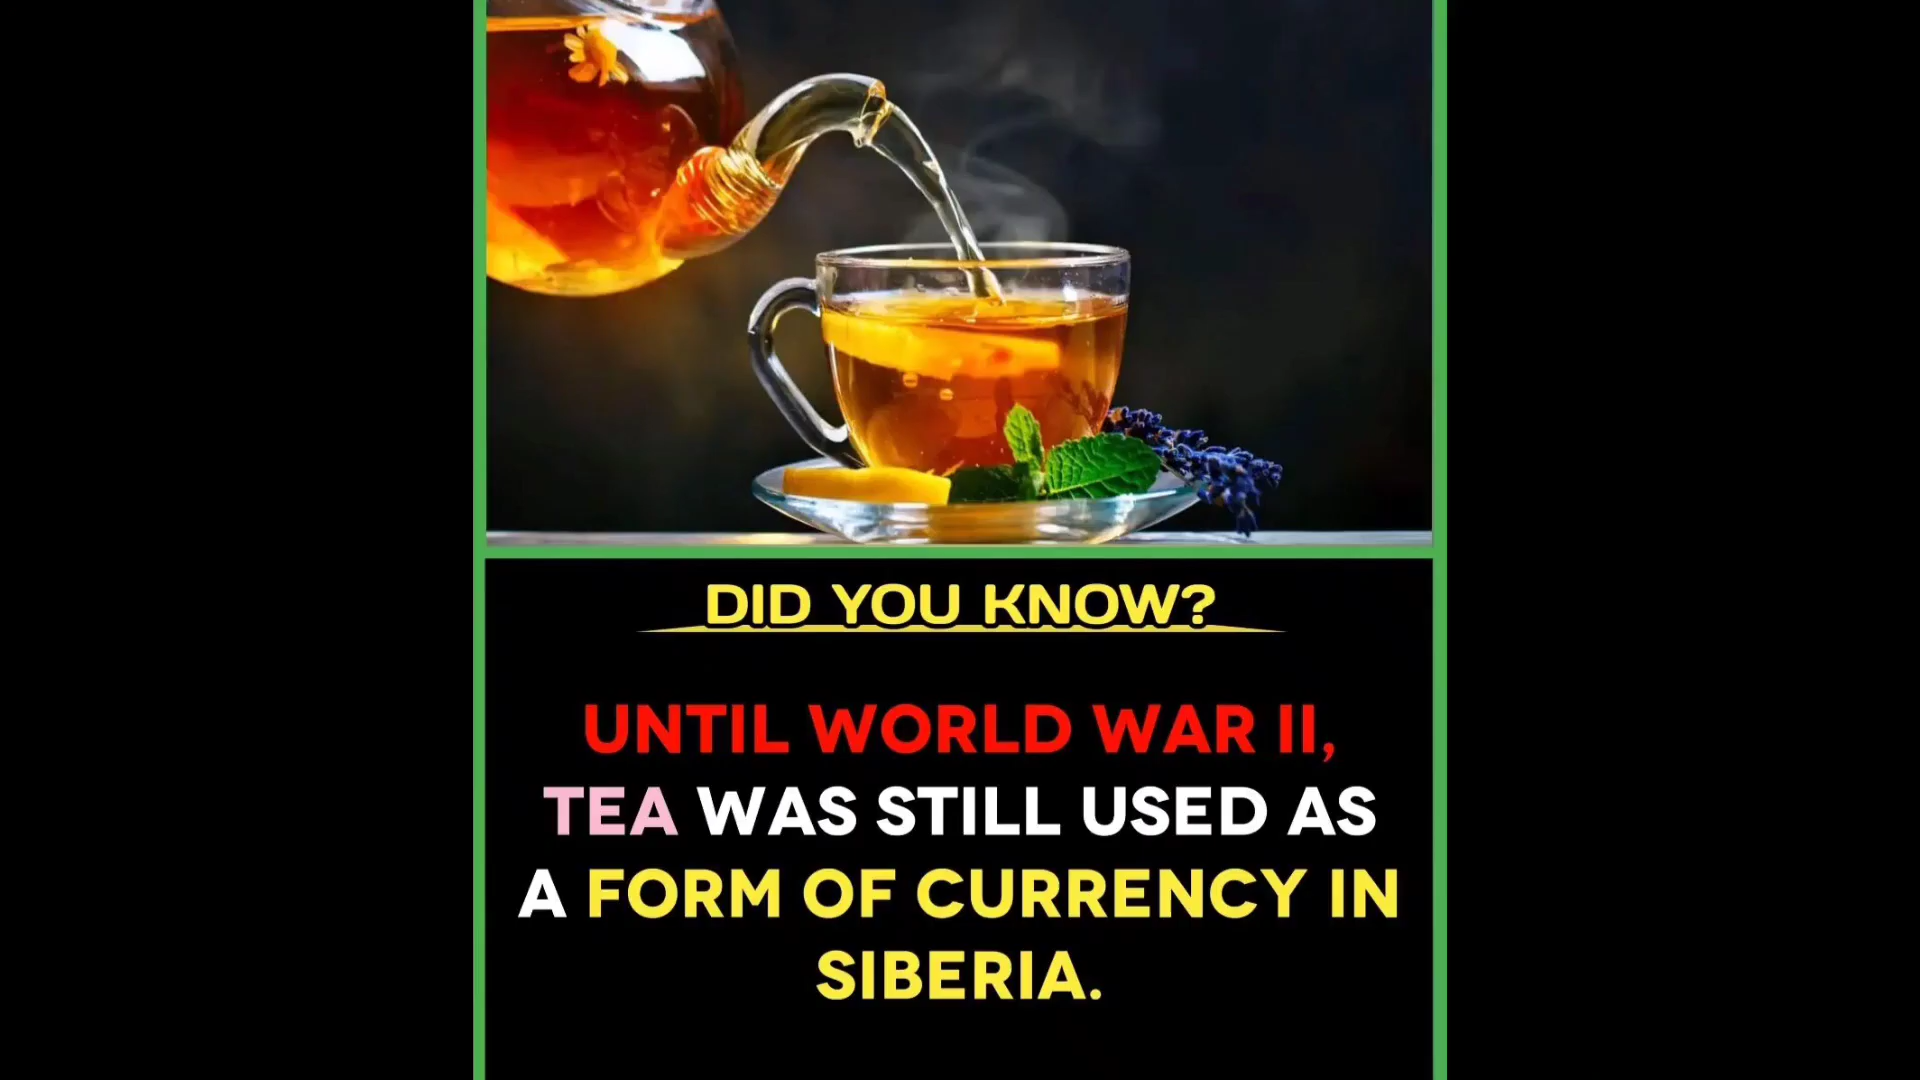 DID YOU KNOW?
UNTIL WORLD WAR II,
TEA WAS STILL USED AS
A FORM OF CURRENCY IN
SIBERIA.